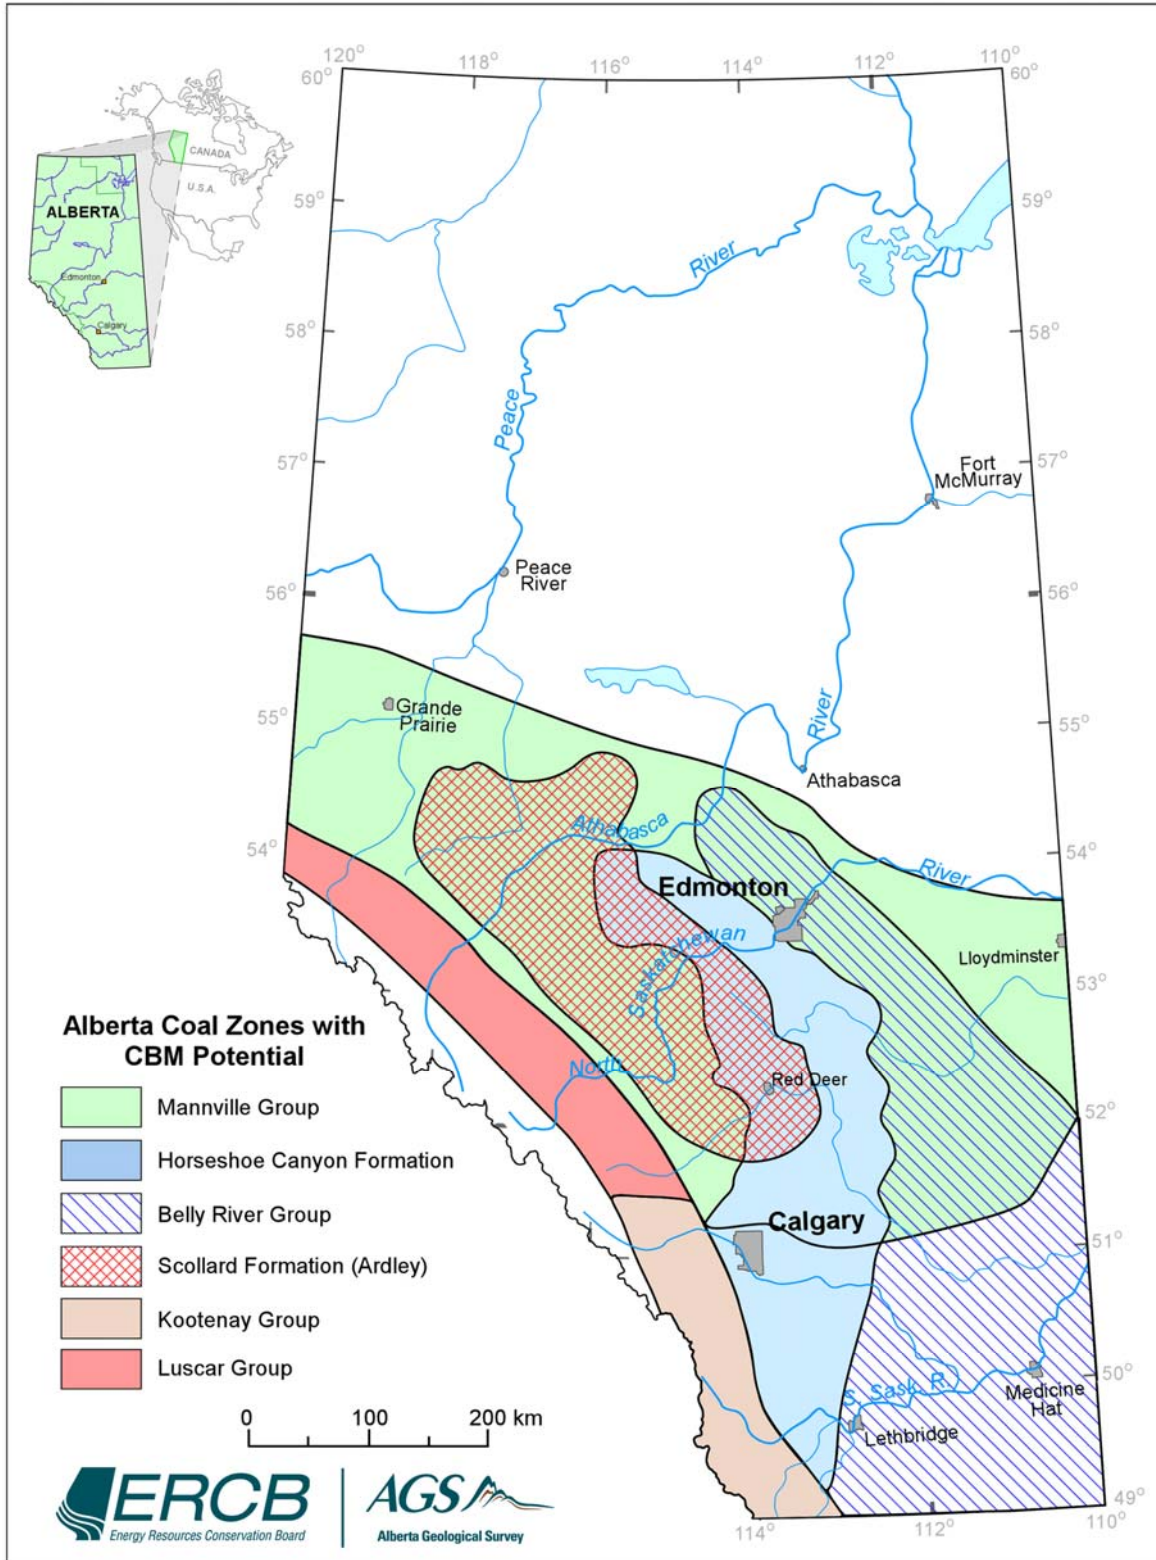 120°
118°
116°
114°
112°
110°
60°
60°
CANADA
U.S.A.
ALBERTA
Edmonton
Calgary
59°
59°
River
58°
58°
Peace
57°
57°
Fort
McMurray
Peace
River
56°
56°
55°
55°
Grande
Prairie
River
Athabasca
Athabasca
54°
54°
Edmonton
River
Saskatchewan
Lloydminster
53°
53°
North
Red Deer
52°
Calgary
51°
50°
S. Sask. R.
Medicine
Hat
Lethbridge
49°
114°
112°
110°
Alberta Coal Zones with
CBM Potential
Mannville Group
Horseshoe Canyon Formation
Belly River Group
Scollard Formation (Ardley)
Kootenay Group
Luscar Group
0 100 200 km
ERCB
Energy Resources Conservation Board
AGS
Alberta Geological Survey